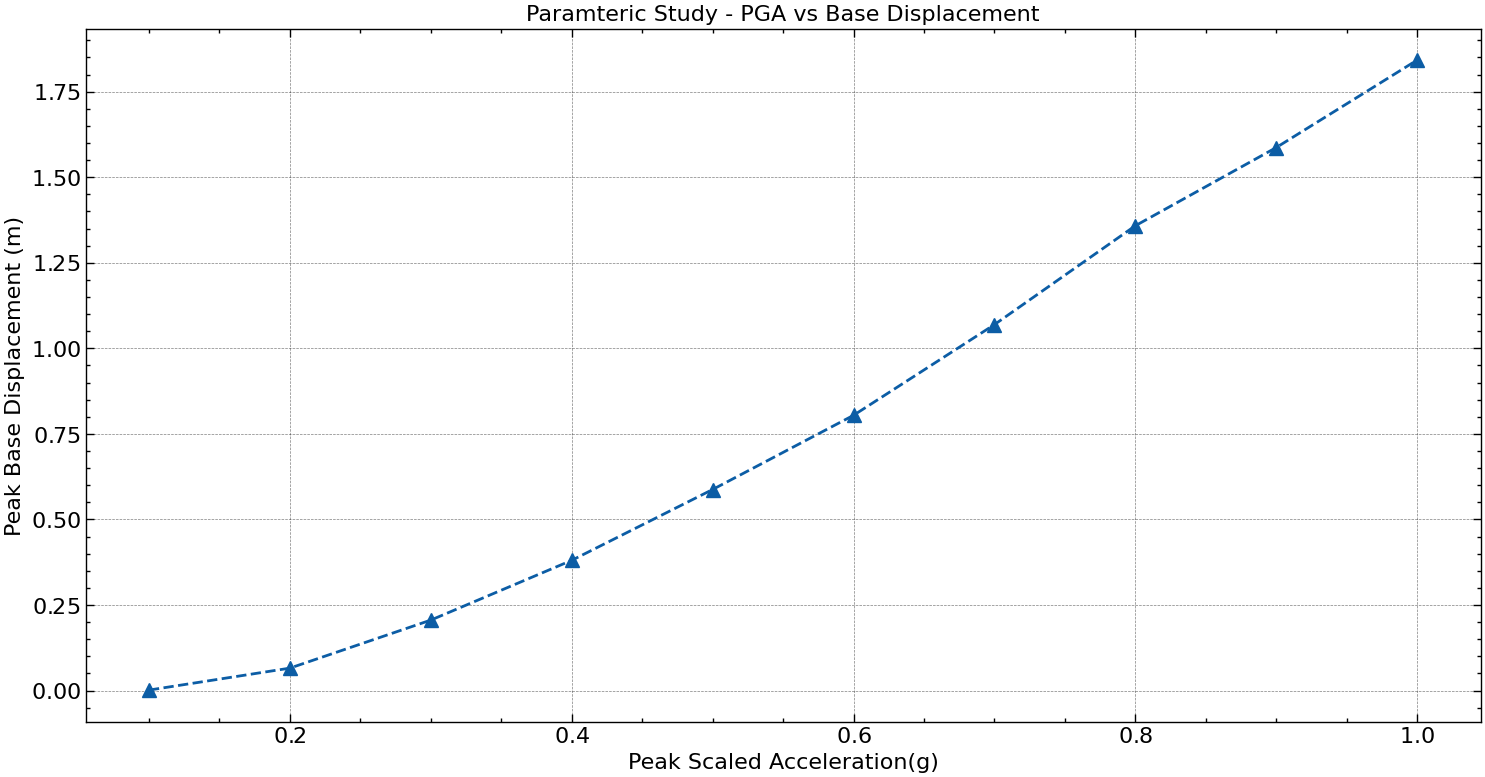 Paramteric Study - PGA vs Base Displacement
1.75
1.50
1.25
1.00
0.75
0.50
0.25
0.00
Peak Base Displacement (m)
0.2 0.4 0.6 0.8 1.0
Peak Scaled Acceleration(g)